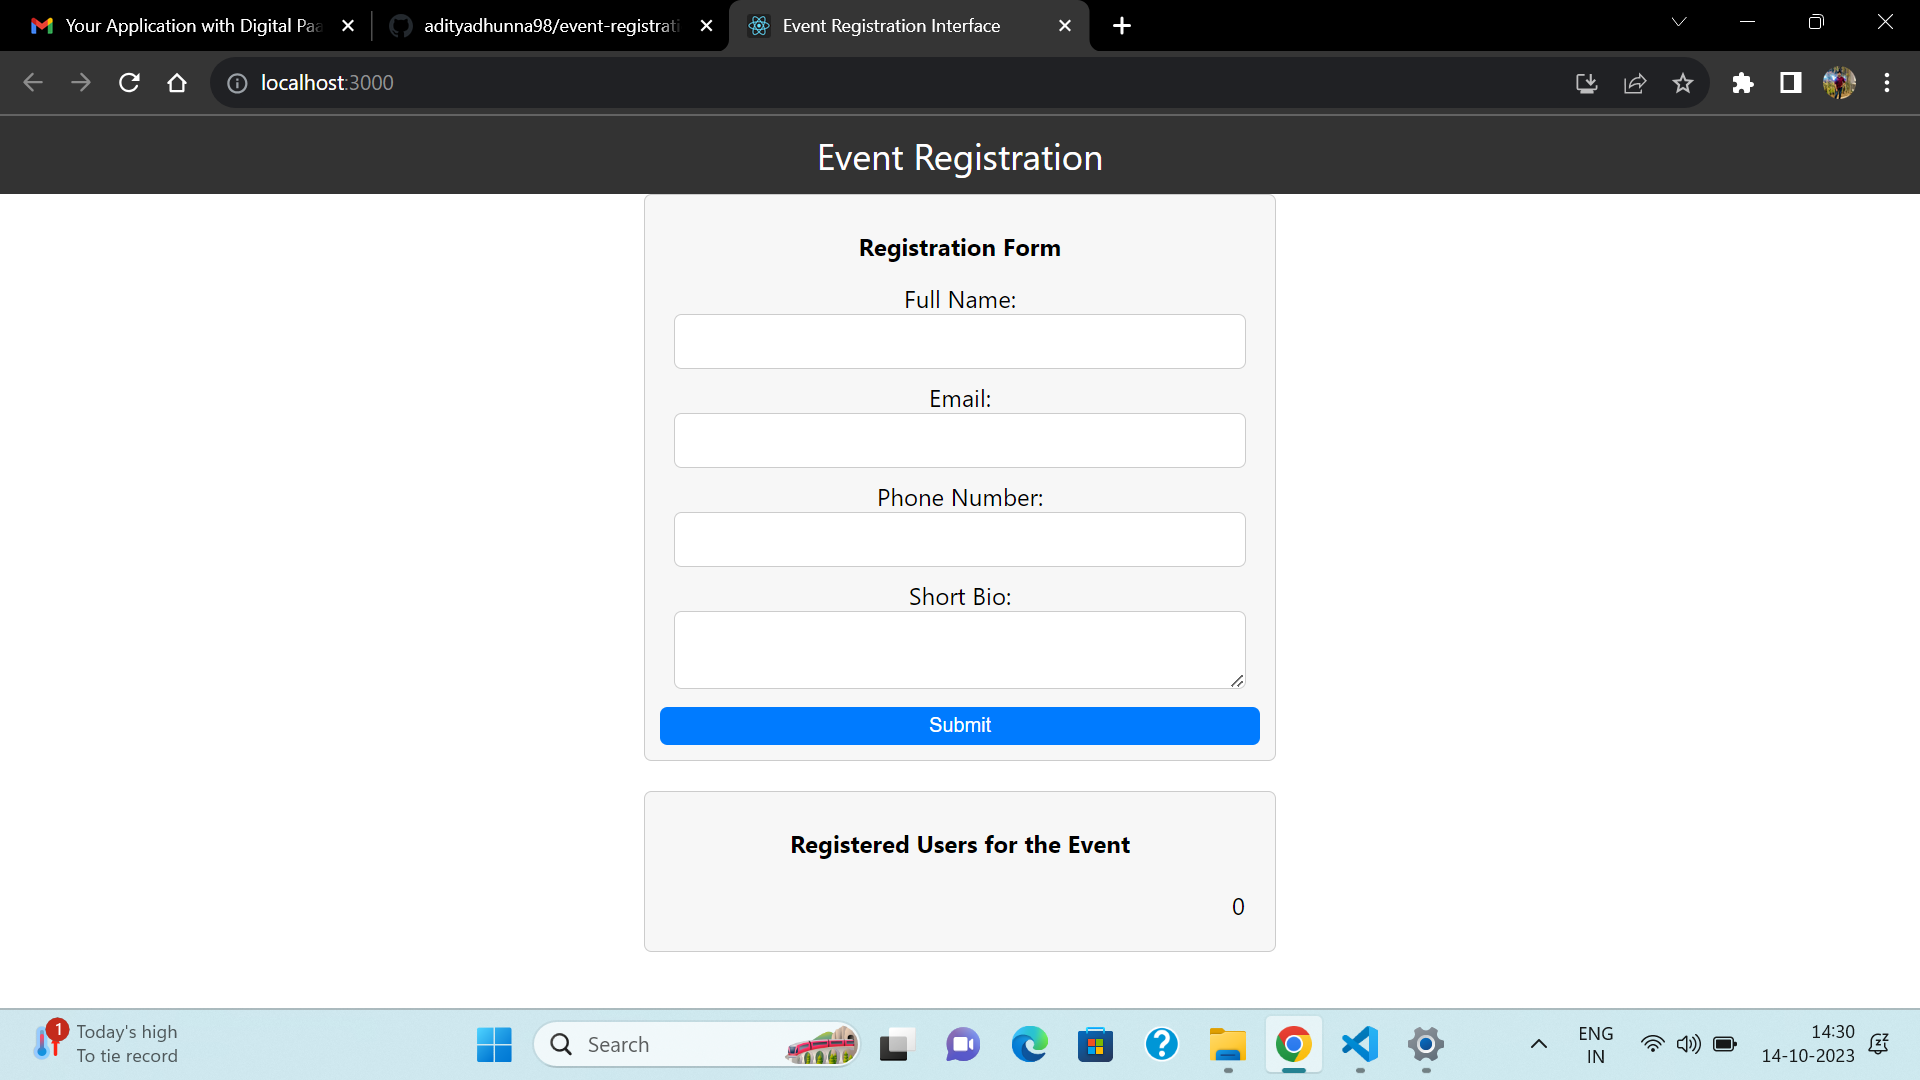 Your Application with Digital Paa
adityadhunna98/event-registrati
Event Registration Interface
localhost:3000
Event Registration
Registration Form
Full Name:
Email:
Phone Number:
Short Bio:
Submit
Registered Users for the Event
0
1
Today's high
To tie record
Search
ENG
IN
14:30
14-10-2023